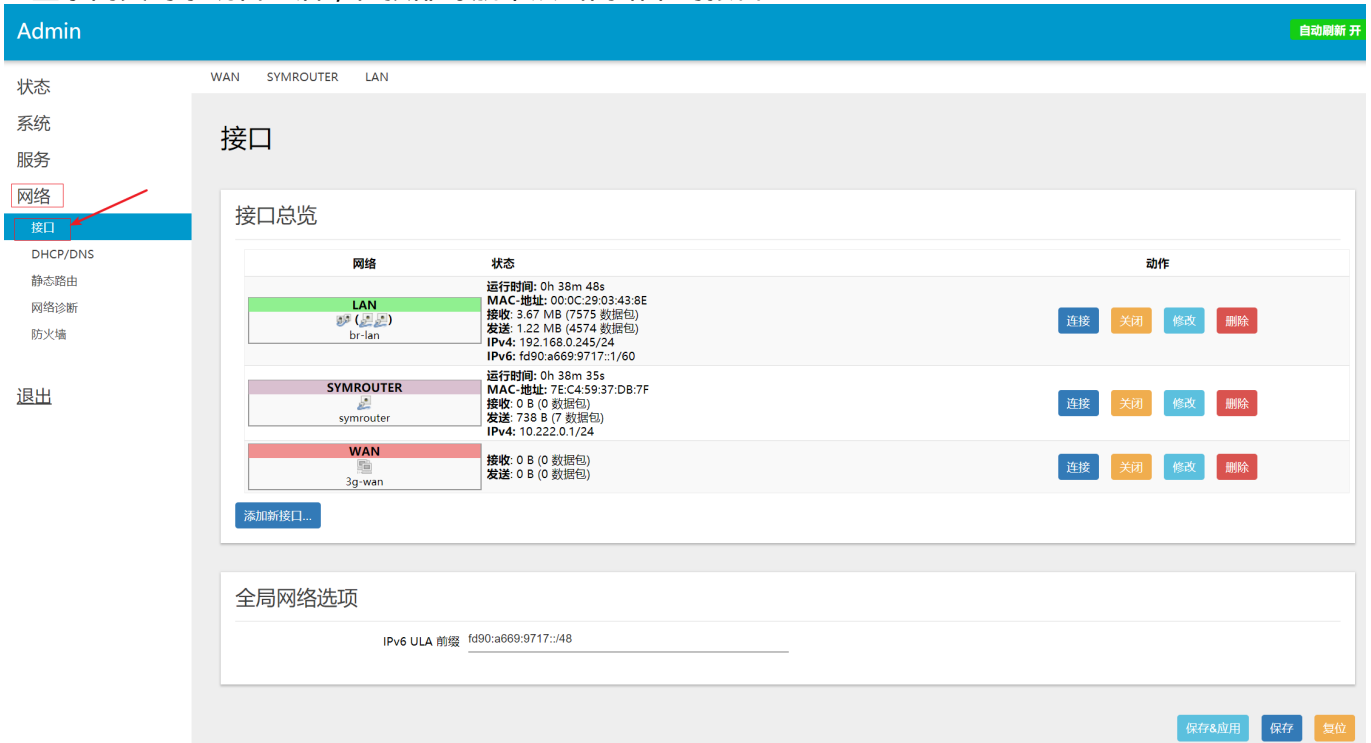 Admin
自动刷新 开
状态
系统
服务
网络
接口
DHCP/DNS
静态路由
网络诊断
防火墙
退出
WAN SYMROUTER LAN
接口
接口总览
网络 状态 动作
LAN
br-lan
运行时间: 0h 38m 48s
MAC-地址: 00:0C:29:03:43:8E
接收: 3.67 MB (7575 数据包)
发送: 1.22 MB (4574 数据包)
IPv4: 192.168.0.245/24
IPv6: fd90:a669:9717::1/60
连接 关闭 修改 删除
SYMROUTER
symrouter
运行时间: 0h 38m 35s
MAC-地址: 7E:C4:59:37:DB:7F
接收: 0 B (0 数据包)
发送: 738 B (7 数据包)
IPv4: 10.222.0.1/24
连接 关闭 修改 删除
WAN
3g-wan
接收: 0 B (0 数据包)
发送: 0 B (0 数据包)
连接 关闭 修改 删除
添加新接口...
全局网络选项
IPv6 ULA 前缀 fd90:a669:9717::/48
保存&应用 保存 复位